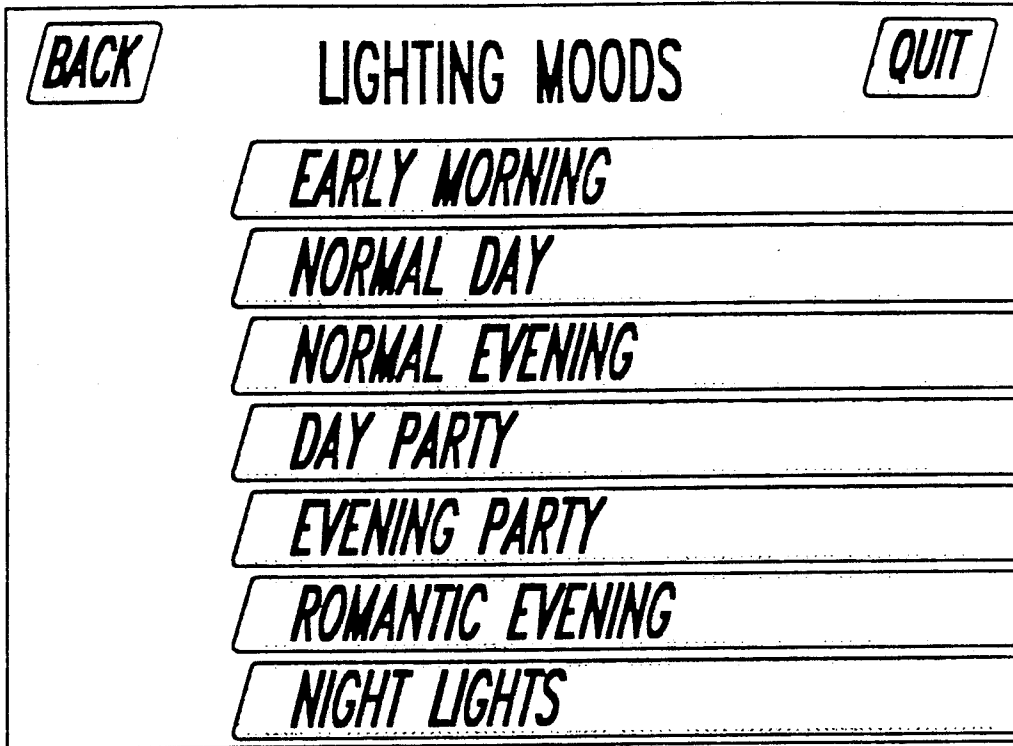 BACK LIGHTING MOODS QUIT
EARLY MORNING
NORMAL DAY
NORMAL EVENING
DAY PARTY
EVENING PARTY
ROMANTIC EVENING
NIGHT LIGHTS